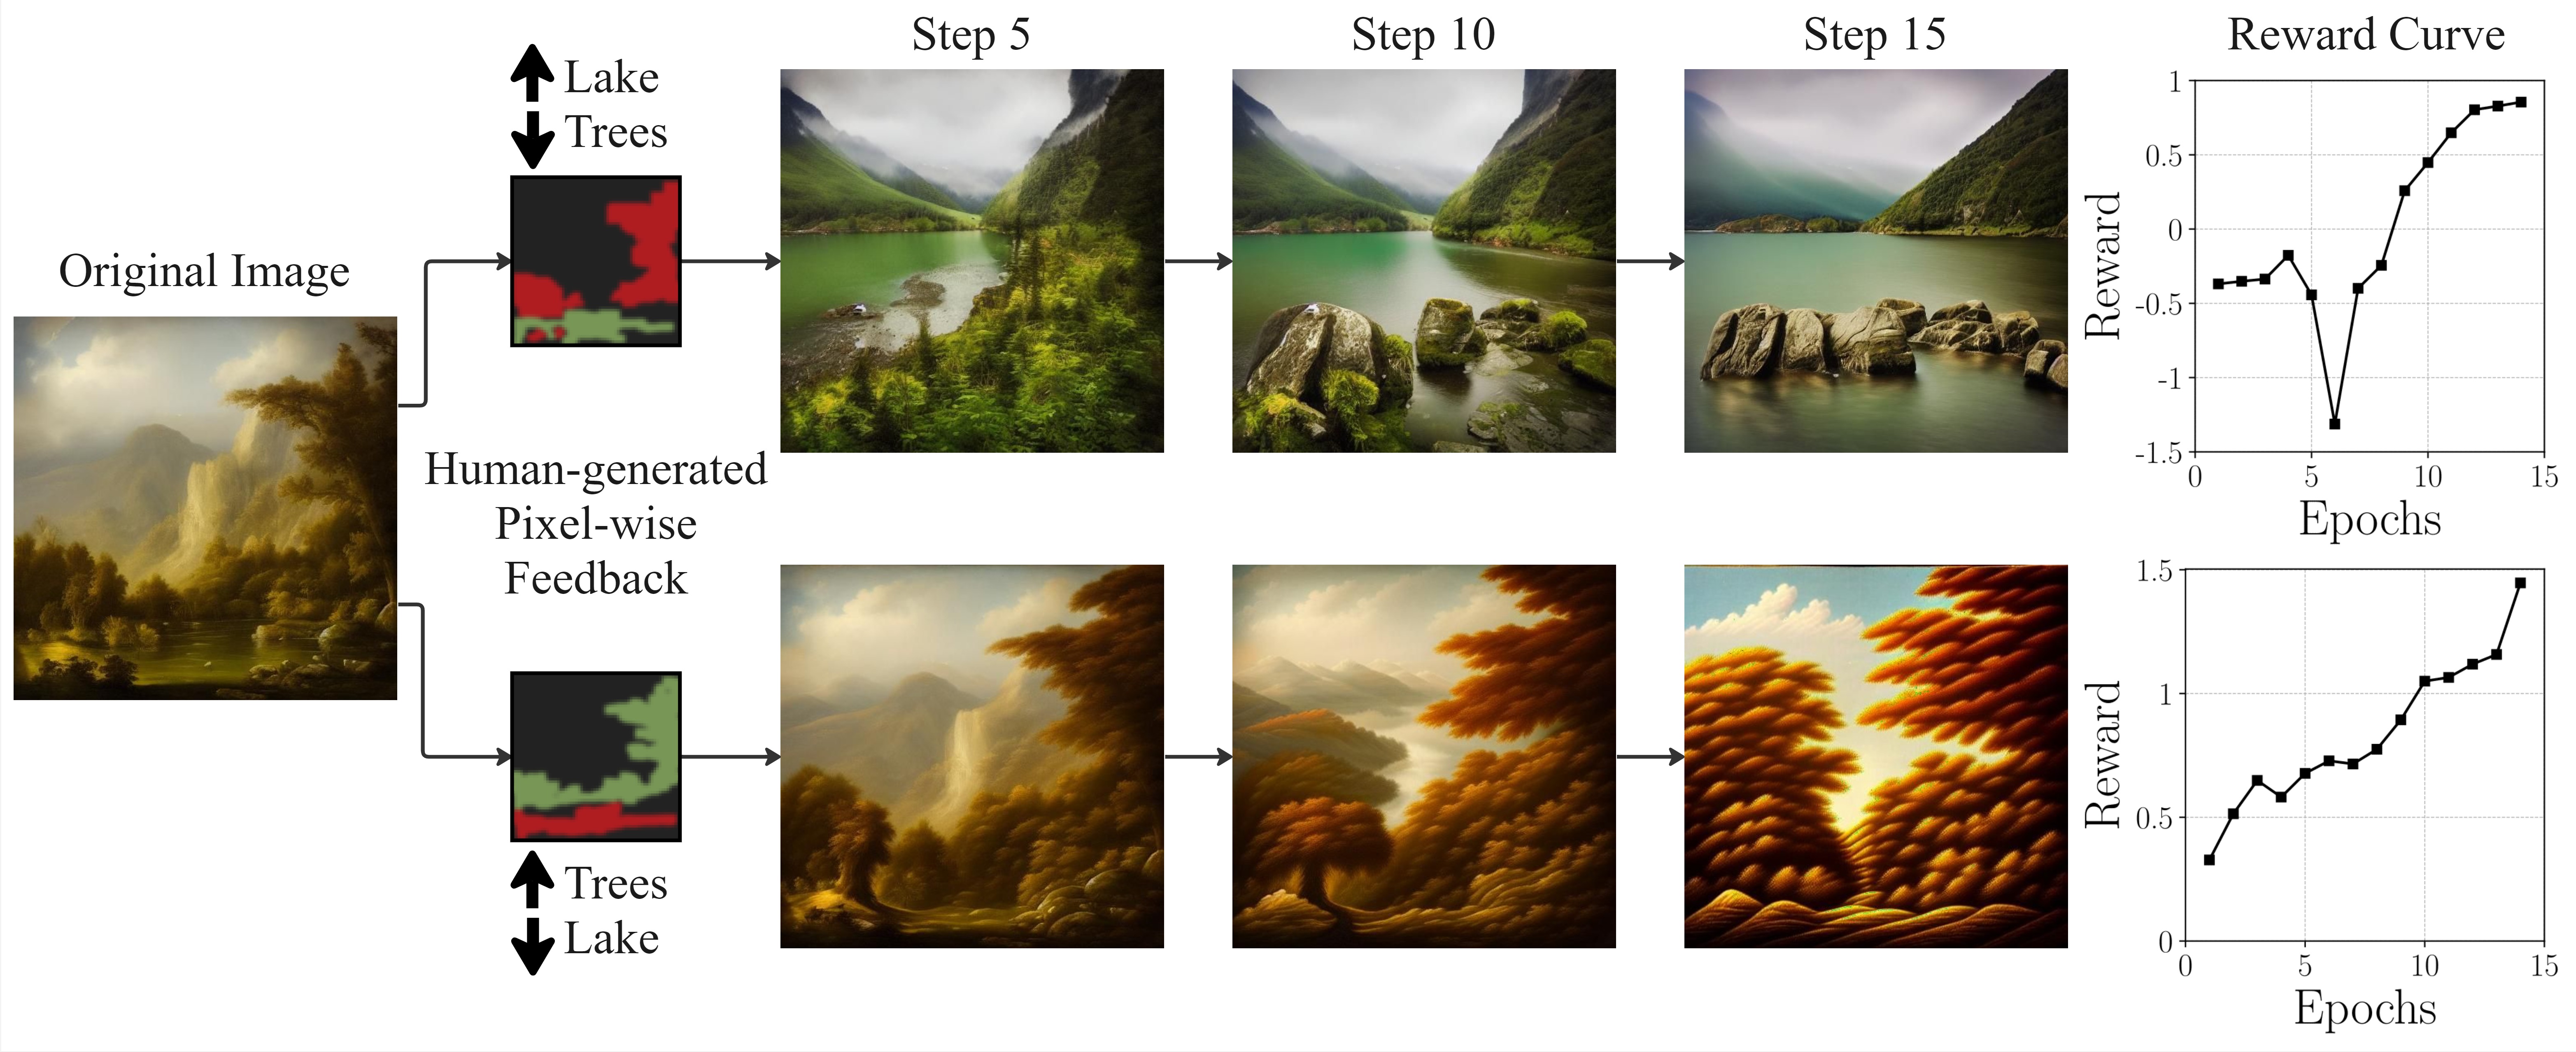 Step 5
Step 10
Step 15
Reward Curve
Lake
Trees
Original Image
Human-generated
Pixel-wise
Feedback
Trees
Lake
1
0.5
0
-0.5
-1
-1.5
0 5 10 15
Reward
Epochs
1.5
1
0.5
0
0 5 10 15
Reward
Epochs